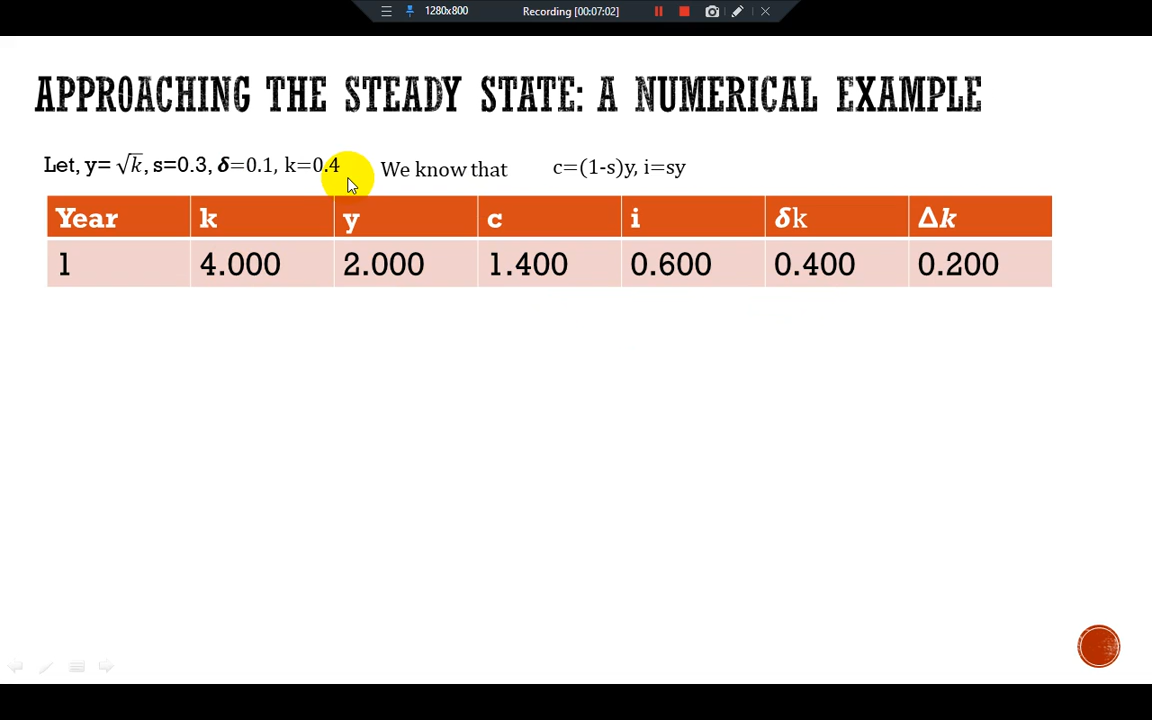 1280x800 Recording [00:07:02]
APPROACHING THE STEADY STATE: A NUMERICAL EXAMPLE
Let, y= √k, s=0.3, δ=0.1, k=0.4 We know that c=(1-s)y, i=sy
Year k y c i δk Δk
1 4.000 2.000 1.400 0.600 0.400 0.200